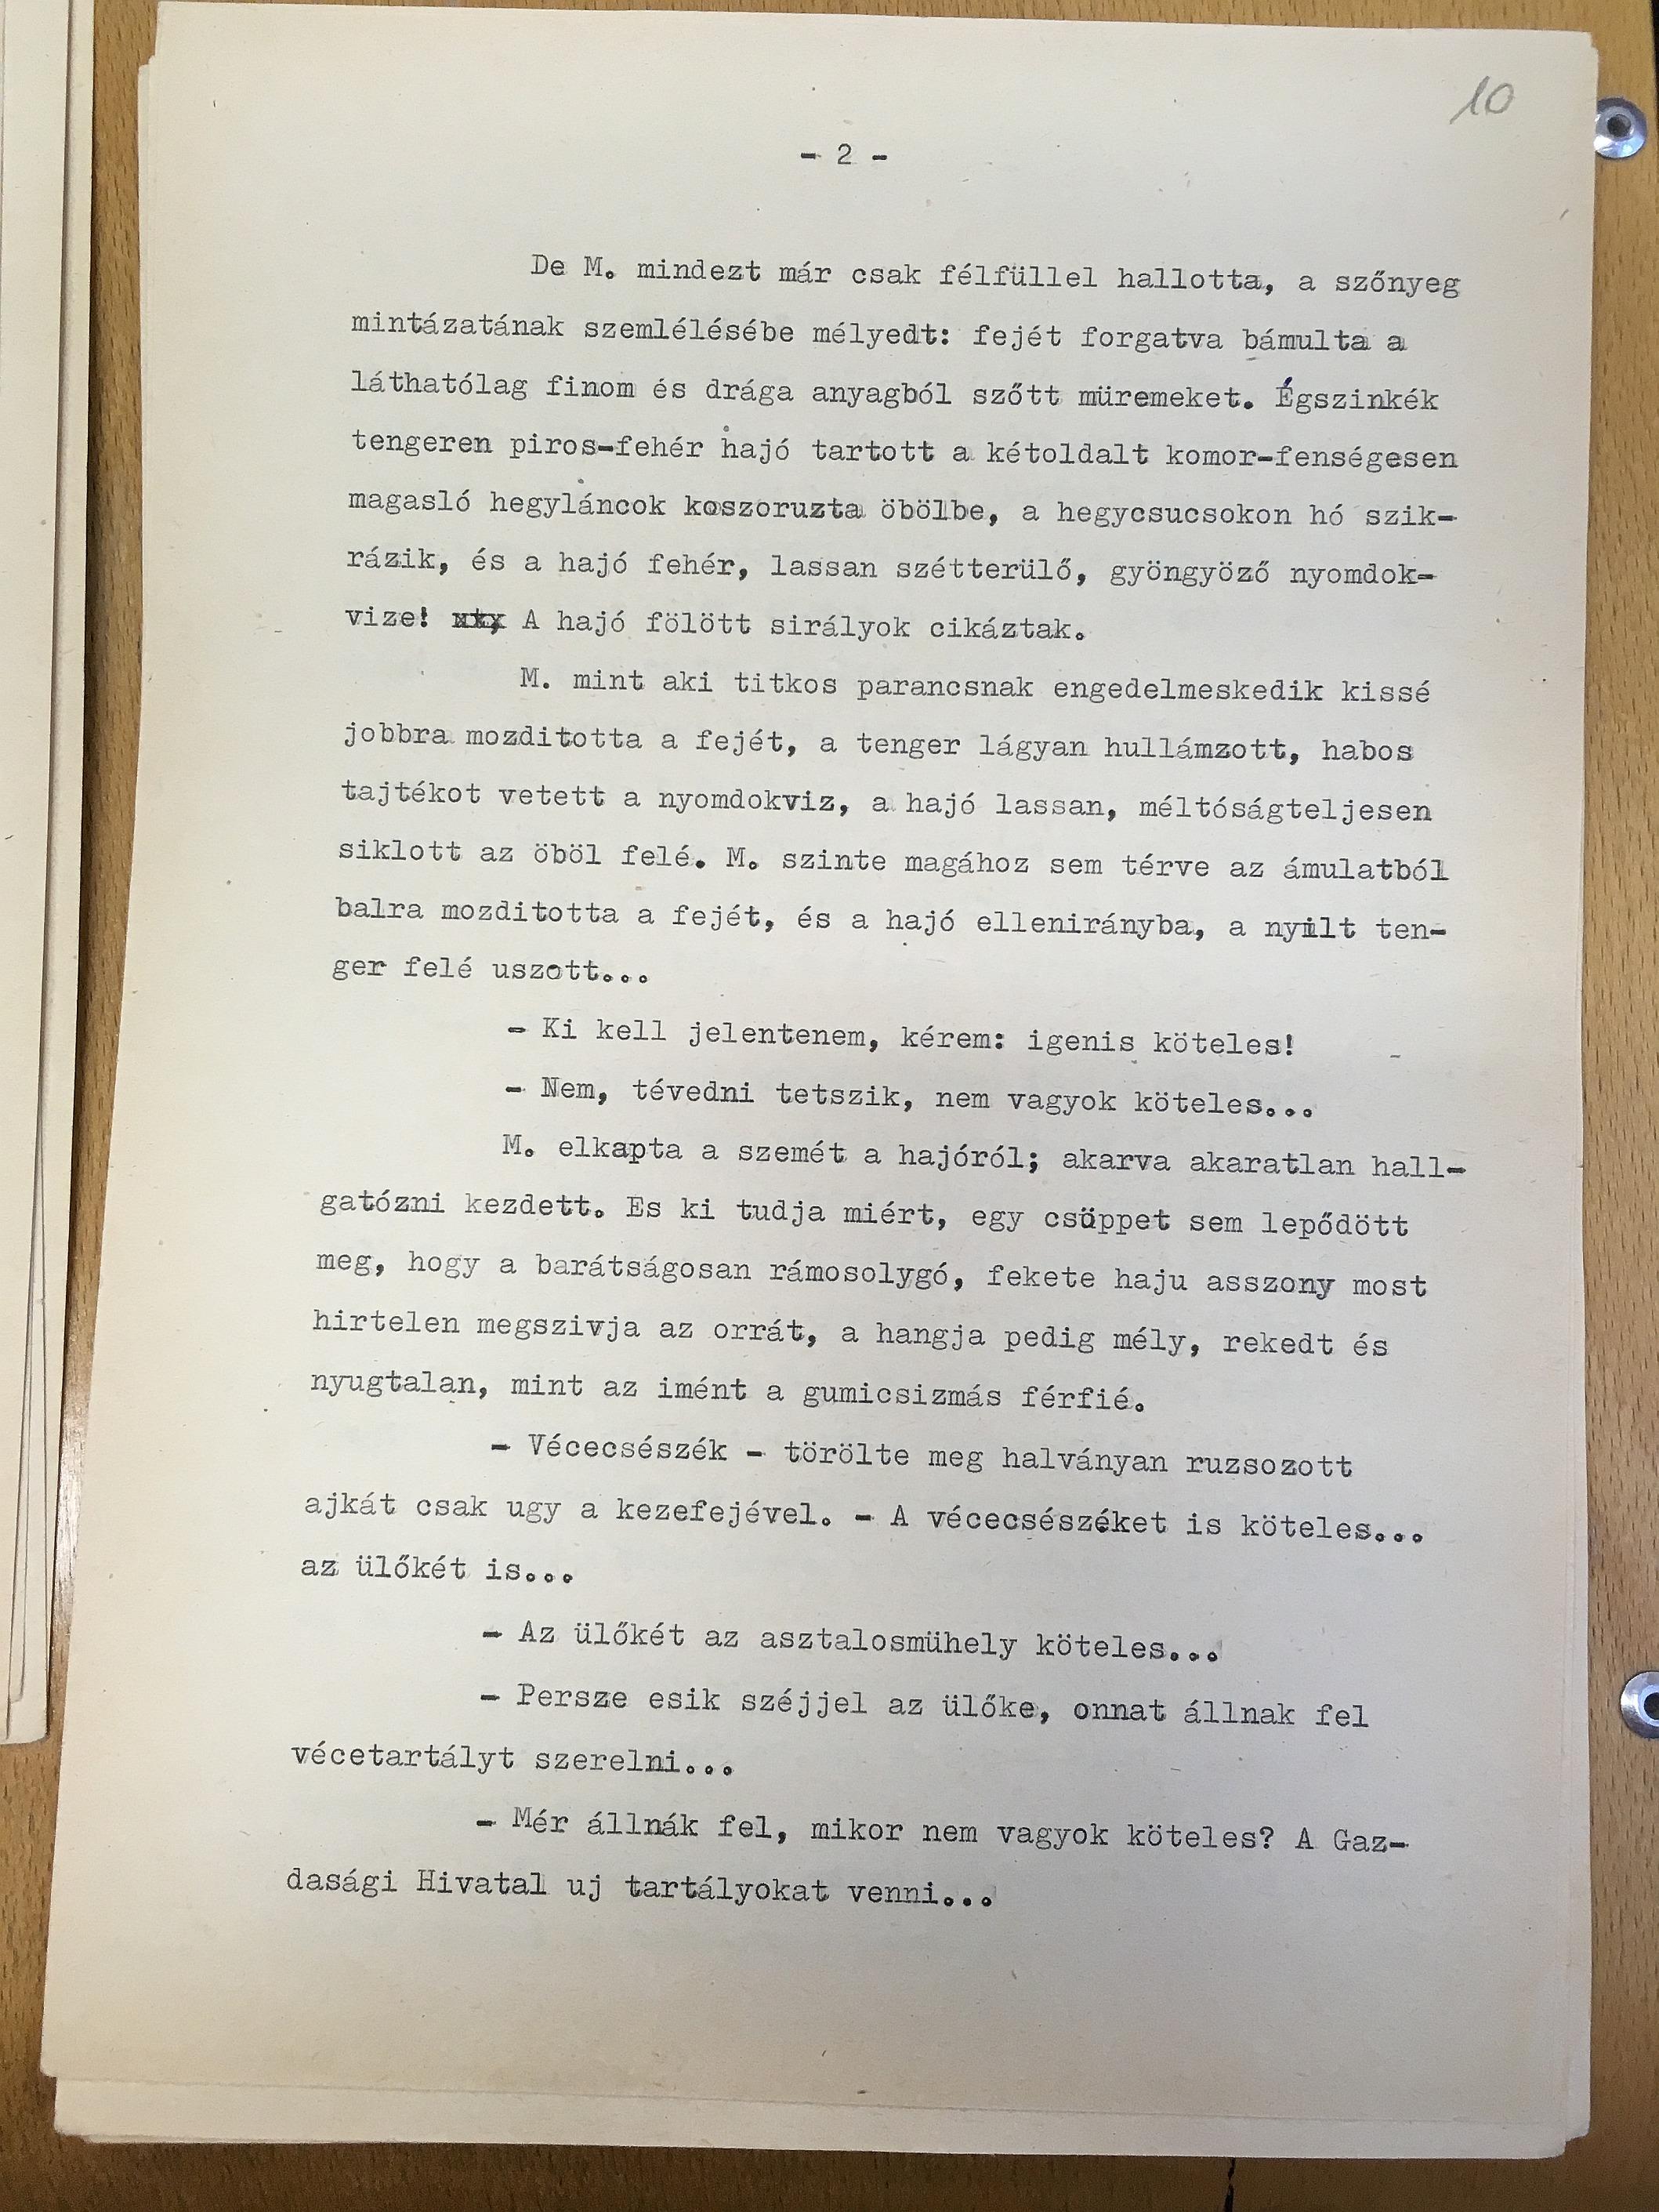 10
- 2 -
De M. mindezt már csak félfüllel hallotta, a szőnyeg
mintázatának szemlélésébe mélyedt: fejét forgatva bámulta a
láthatólag finom és drága anyagból szőtt müremeket. Égszinkék
tengeren piros-fehér hajó tartott a kétoldalt komor-fenségesen
magasló hegyláncok koszoruzta öbölbe, a hegycsucsokon hó szik-
rázik, és a hajó fehér, lassan szétterülő, gyöngyöző nyomdok-
vize! A hajó fölött sirályok cikáztak.
M. mint aki titkos parancsnak engedelmeskedik kissé
jobbra mozditotta a fejét, a tenger lágyan hullámzott, habos
tajtékot vetett a nyomdokviz, a hajó lassan, méltóságteljesen
siklott az öböl felé. M. szinte magához sem térve az ámulatból
balra mozditotta a fejét, és a hajó ellenirányba, a nyilt ten-
ger felé uszott...
- Ki kell jelentenem, kérem: igenis köteles!
- Nem, tévedni tetszik, nem vagyok köteles...
M. elkapta a szemét a hajóról; akarva akaratlan hall-
gatózni kezdett. Es ki tudja miért, egy csüppet sem lepődött
meg, hogy a barátságosan rámosolygó, fekete haju asszony most
hirtelen megszivja az orrát, a hangja pedig mély, rekedt és
nyugtalan, mint az imént a gumicsizmás férfié.
- Vécecsészék - törölte meg halványan ruzsozott
ajkát csak ugy a kezefejével. - A vécecsészéket is köteles...
az ülőkét is...
- Az ülőkét az asztalosmühely köteles...
- Persze esik széjjel az ülőke, onnat állnak fel
vécetartályt szerelni...
- Mér állnák fel, mikor nem vagyok köteles? A Gaz-
dasági Hivatal uj tartályokat venni...